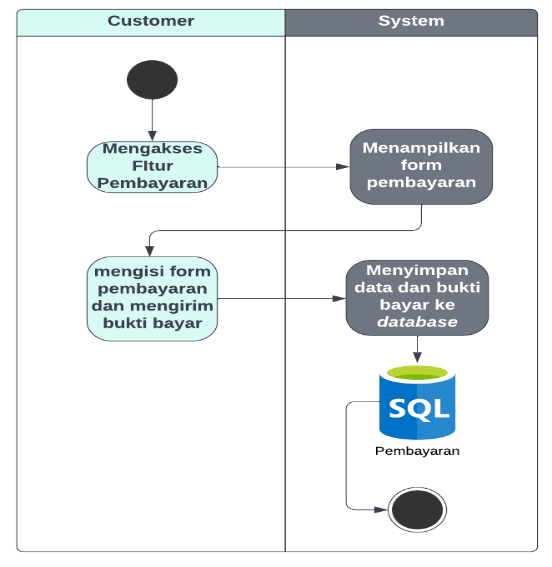 Customer
System
Mengakses
FItur
Pembayaran
Menampilkan
form
pembayaran
mengisi form
pembayaran
dan mengirim
bukti bayar
Menyimpan
data dan bukti
bayar ke
database
SQL
Pembayaran